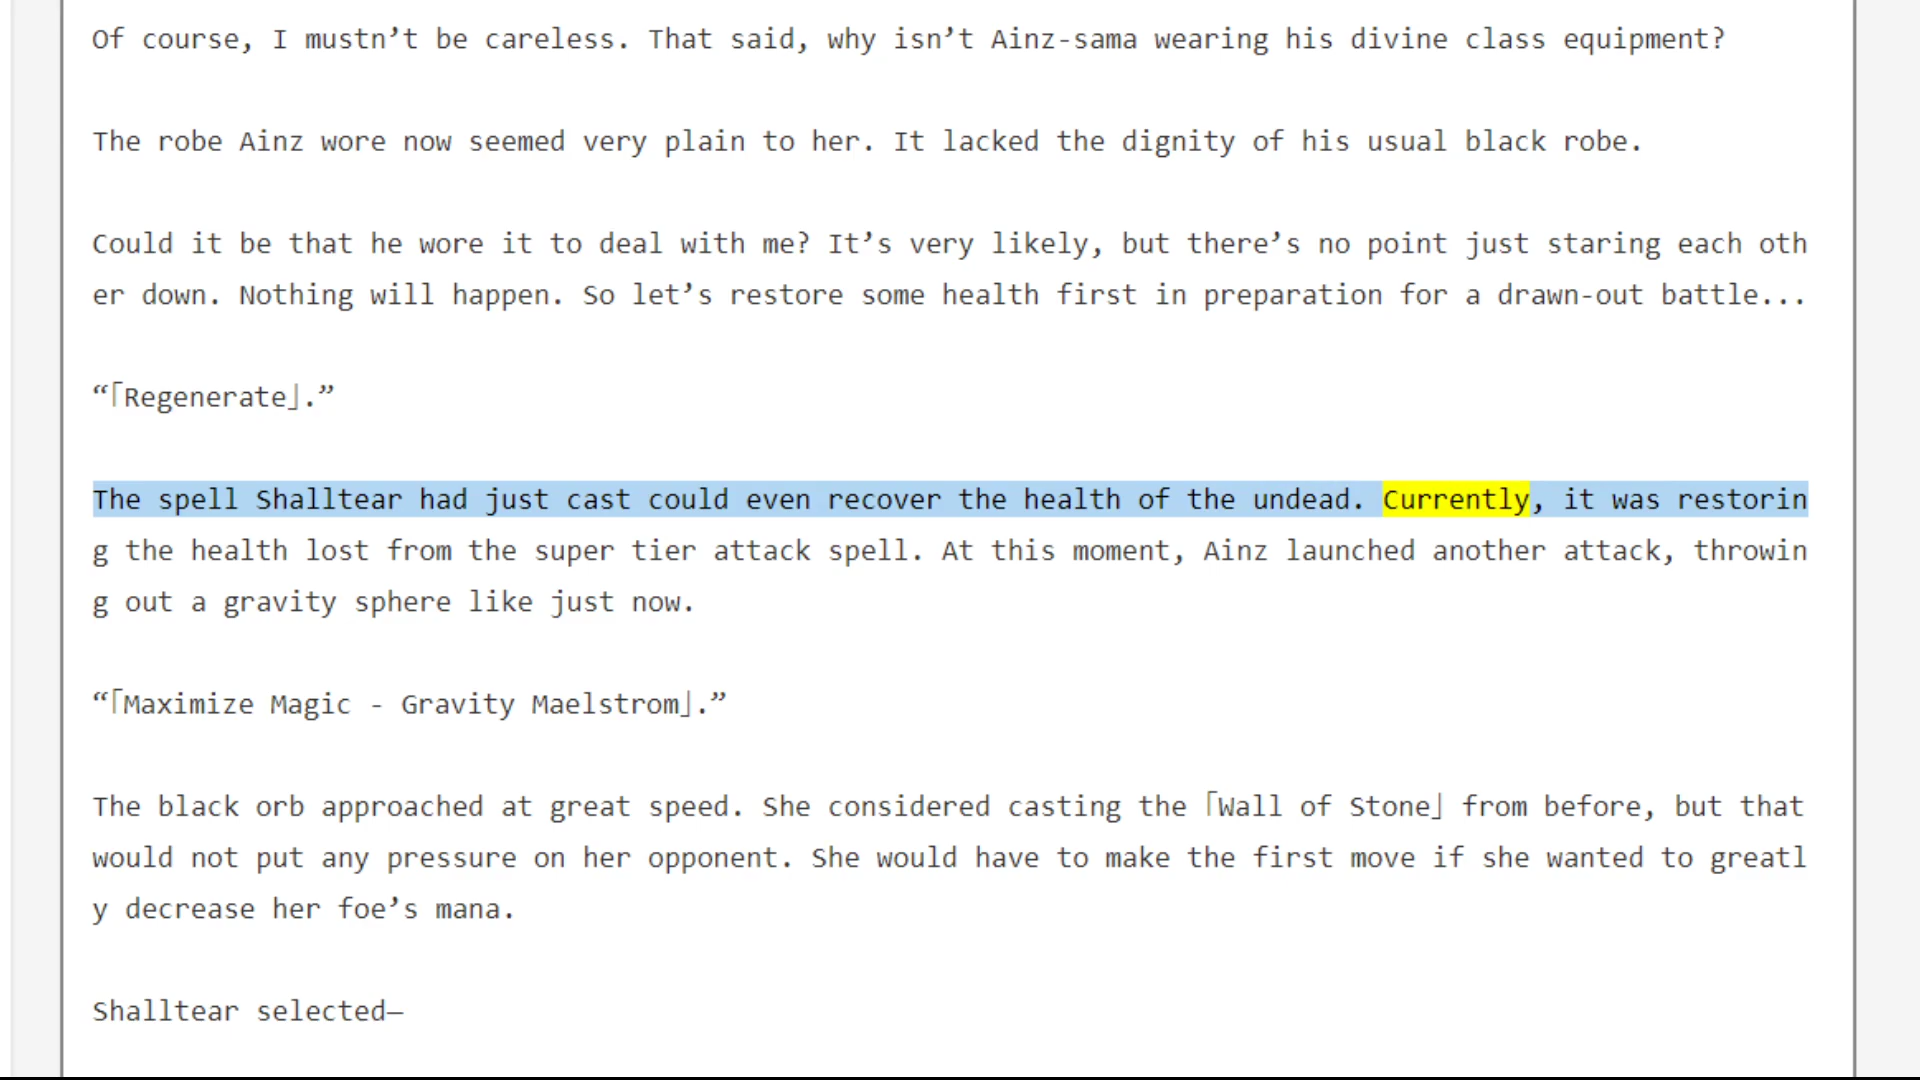 Of course, I mustn’t be careless. That said, why isn’t Ainz-sama wearing his divine class equipment?
The robe Ainz wore now seemed very plain to her. It lacked the dignity of his usual black robe.
Could it be that he wore it to deal with me? It’s very likely, but there’s no point just staring each oth
er down. Nothing will happen. So let’s restore some health first in preparation for a drawn-out battle...
“「Regenerate」.”
The spell Shalltear had just cast could even recover the health of the undead. Currently, it was restorin
g the health lost from the super tier attack spell. At this moment, Ainz launched another attack, throwin
g out a gravity sphere like just now.
“「Maximize Magic - Gravity Maelstrom」.”
The black orb approached at great speed. She considered casting the「Wall of Stone」from before, but that
would not put any pressure on her opponent. She would have to make the first move if she wanted to greatl
y decrease her foe’s mana.
Shalltear selected—